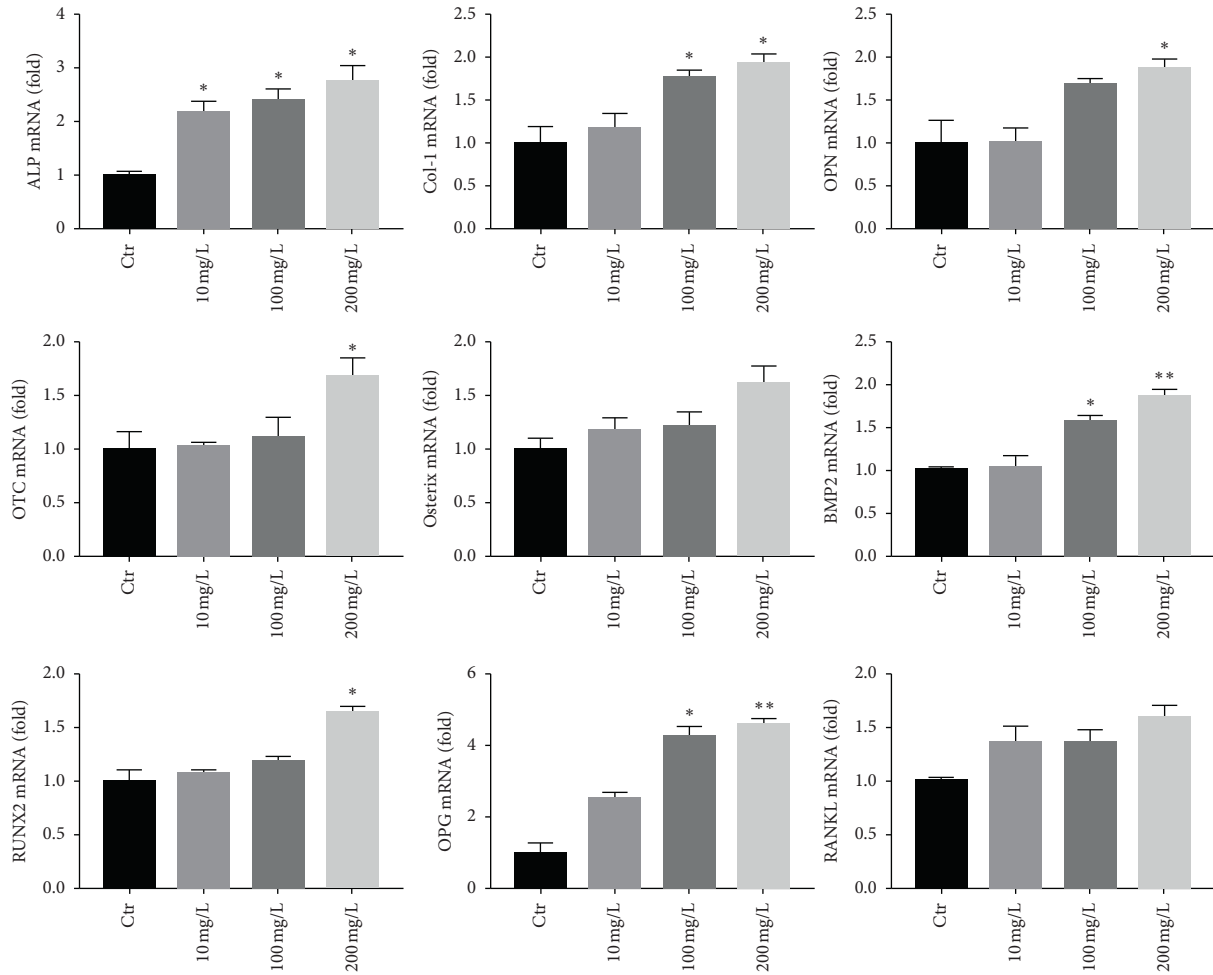 ALP mRNA (fold)
4
3
2
1
0
*
*
*
Ctr
10 mg/L
100 mg/L
200 mg/L
Col-1 mRNA (fold)
2.5
2.0
1.5
1.0
0.5
0.0
*
*
Ctr
10 mg/L
100 mg/L
200 mg/L
OPN mRNA (fold)
2.5
2.0
1.5
1.0
0.5
0.0
*
Ctr
10 mg/L
100 mg/L
200 mg/L
OTC mRNA (fold)
2.0
1.5
1.0
0.5
0.0
*
Ctr
10 mg/L
100 mg/L
200 mg/L
Osterix mRNA (fold)
2.0
1.5
1.0
0.5
0.0
Ctr
10 mg/L
100 mg/L
200 mg/L
BMP2 mRNA (fold)
2.5
2.0
1.5
1.0
0.5
0.0
*
**
Ctr
10 mg/L
100 mg/L
200 mg/L
RUNX2 mRNA (fold)
2.0
1.5
1.0
0.5
0.0
*
Ctr
10 mg/L
100 mg/L
200 mg/L
OPG mRNA (fold)
6
4
2
0
*
**
Ctr
10 mg/L
100 mg/L
200 mg/L
RANKL mRNA (fold)
2.0
1.5
1.0
0.5
0.0
Ctr
10 mg/L
100 mg/L
200 mg/L